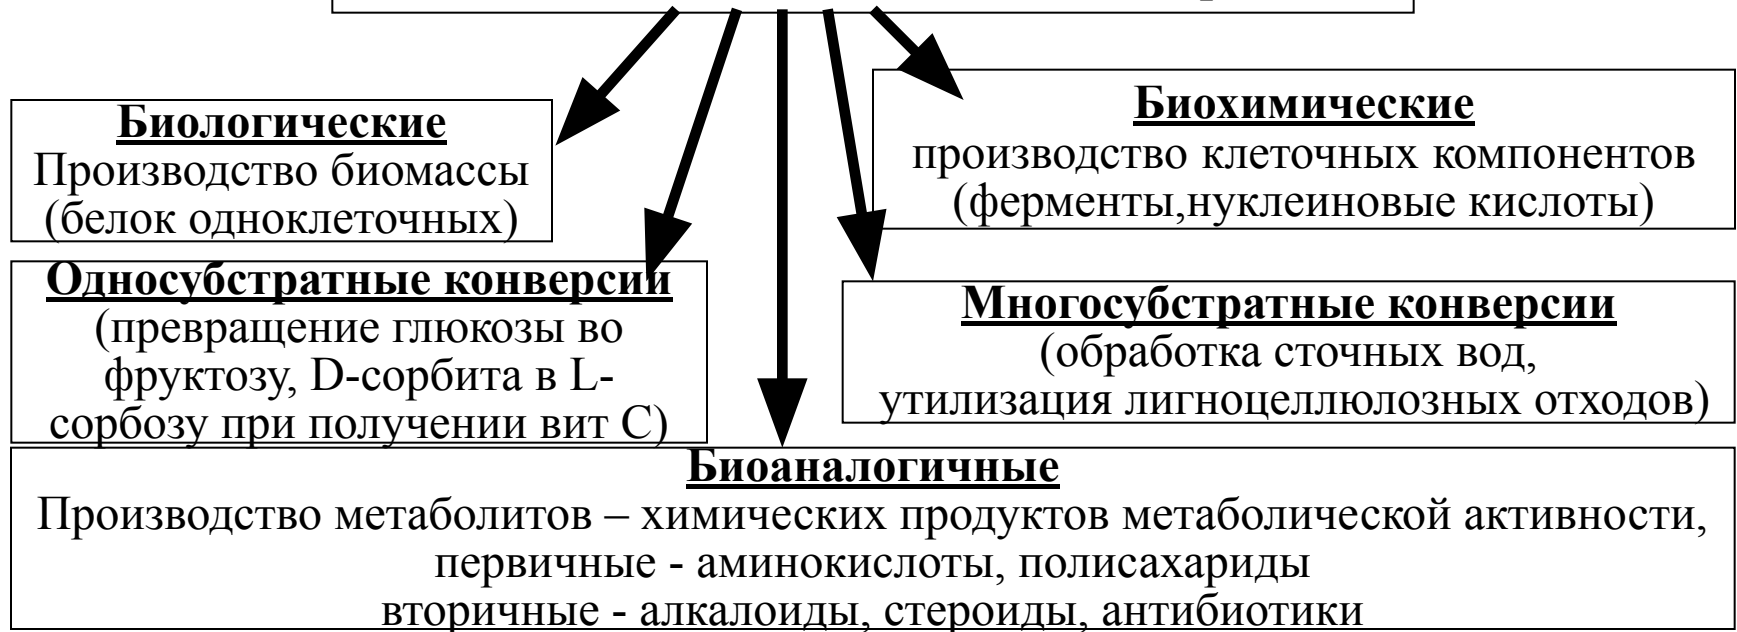 Биологические
Производство биомассы
(белок одноклеточных)
Биохимические
производство клеточных компонентов
(ферменты,нуклеиновые кислоты)
Односубстратные конверсии
(превращение глюкозы во
фруктозу, D-сорбита в L-
сорбозу при получении вит С)
Многосубстратные конверсии
(обработка сточных вод,
утилизация лигноцеллюлозных отходов)
Биоаналогичные
Производство метаболитов – химических продуктов метаболической активности,
первичные - аминокислоты, полисахариды
вторичные - алкалоиды, стероиды, антибиотики